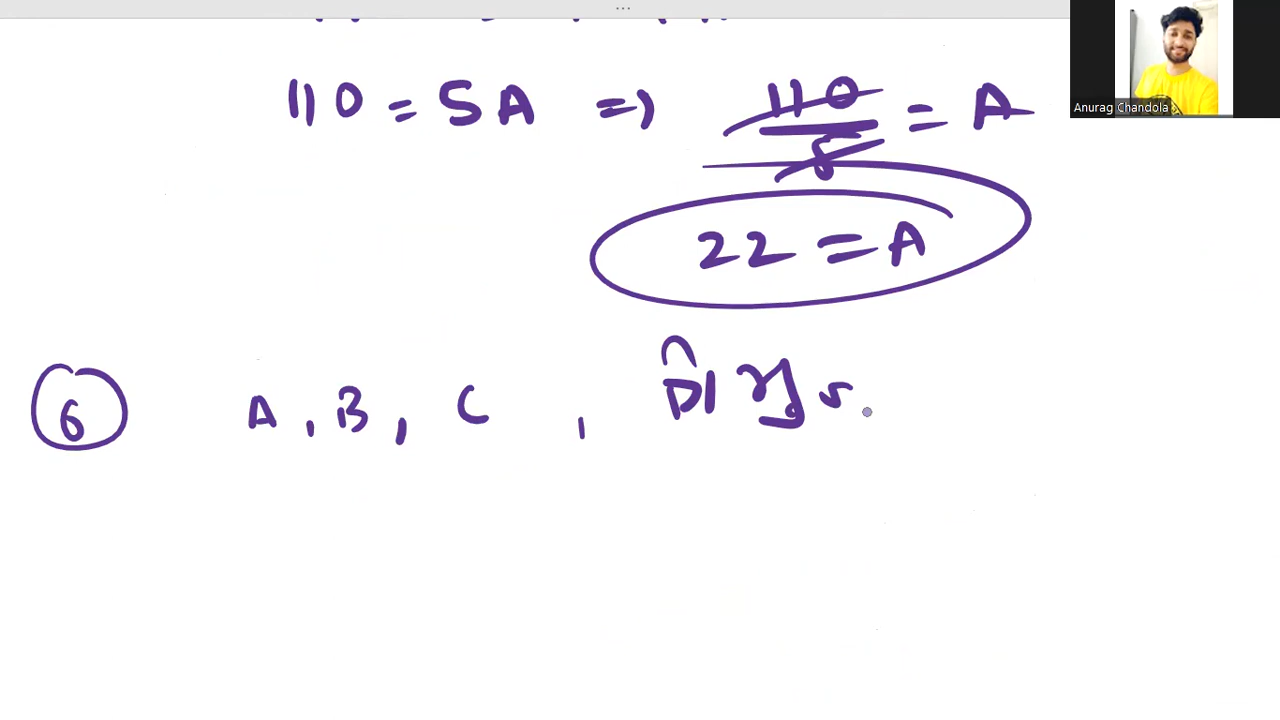 110 = 5A => 110/5 = A
Anurag Chandola
22 = A
6 A, B, C,